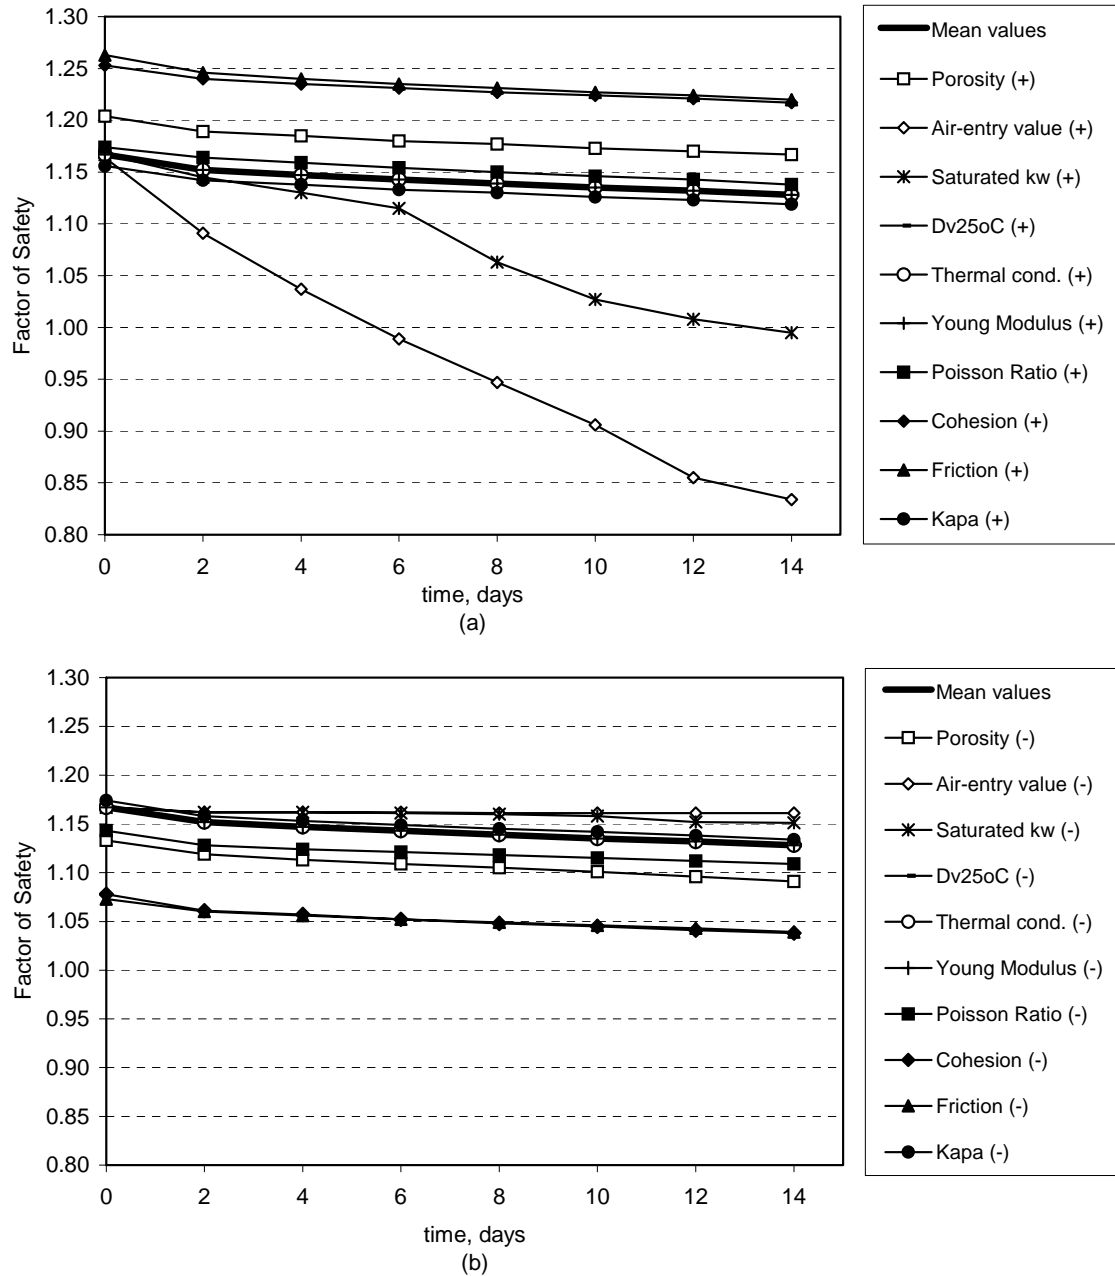 1.30
1.25
1.20
1.15
1.10
1.05
1.00
0.95
0.90
0.85
0.80
Factor of Safety
0 2 4 6 8 10 12 14
time, days
(a)
Mean values
Porosity (+)
Air-entry value (+)
Saturated kw (+)
Dv25oC (+)
Thermal cond. (+)
Young Modulus (+)
Poisson Ratio (+)
Cohesion (+)
Friction (+)
Kapa (+)
1.30
1.25
1.20
1.15
1.10
1.05
1.00
0.95
0.90
0.85
0.80
Factor of Safety
0 2 4 6 8 10 12 14
time, days
(b)
Mean values
Porosity (-)
Air-entry value (-)
Saturated kw (-)
Dv25oC (-)
Thermal cond. (-)
Young Modulus (-)
Poisson Ratio (-)
Cohesion (-)
Friction (-)
Kapa (-)